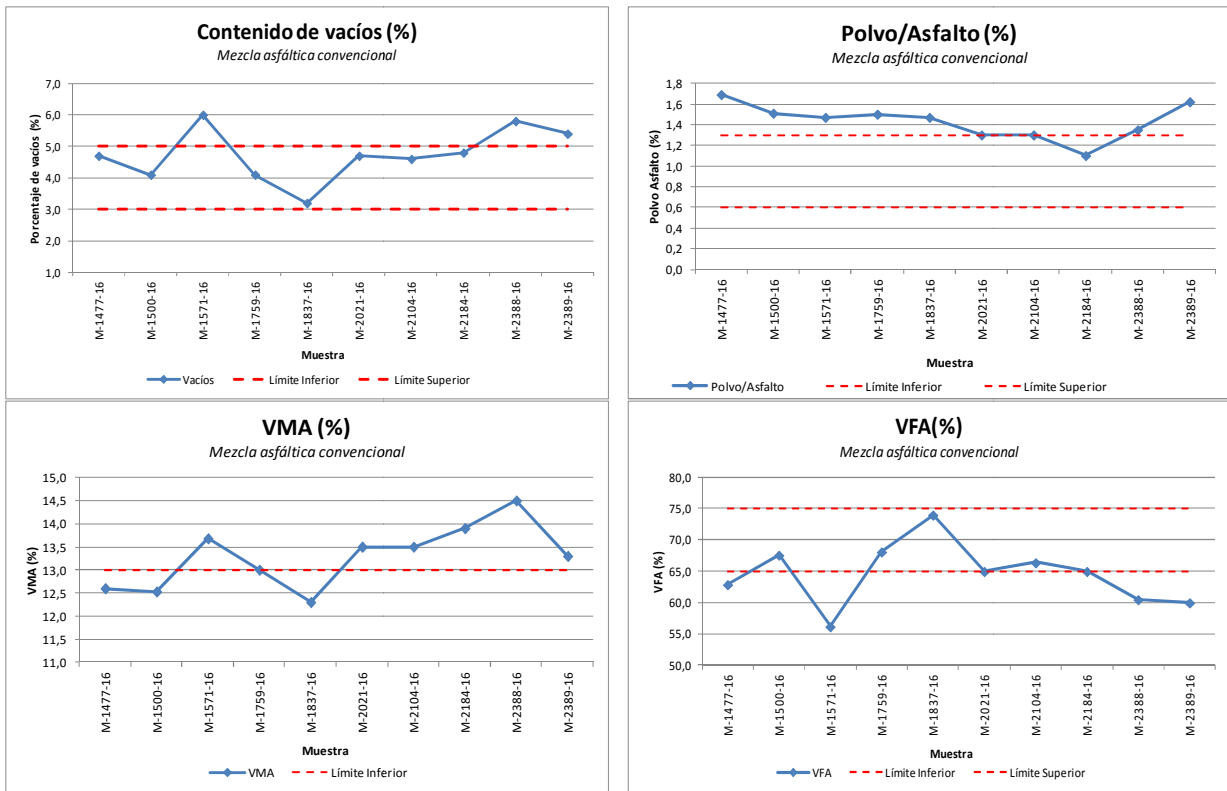 Contenido de vacíos (%)
Mezcla asfáltica convencional
7,0
6,0
5,0
4,0
3,0
2,0
1,0
Porcentaje de vacíos (%)
M-1477-16
M-1500-16
M-1571-16
M-1759-16
M-1837-16
M-2021-16
M-2104-16
M-2184-16
M-2388-16
M-2389-16
Muestra
Vacíos Límite Inferior Límite Superior
Polvo/Asfalto (%)
Mezcla asfáltica convencional
1,8
1,6
1,4
1,2
1,0
0,8
0,6
0,4
0,2
0,0
Polvo Asfalto (%)
M-1477-16
M-1500-16
M-1571-16
M-1759-16
M-1837-16
M-2021-16
M-2104-16
M-2184-16
M-2388-16
M-2389-16
Muestra
Polvo/Asfalto Límite Inferior Límite Superior
VMA (%)
Mezcla asfáltica convencional
15,0
14,5
14,0
13,5
13,0
12,5
12,0
11,5
11,0
VMA (%)
M-1477-16
M-1500-16
M-1571-16
M-1759-16
M-1837-16
M-2021-16
M-2104-16
M-2184-16
M-2388-16
M-2389-16
Muestra
VMA Límite Inferior
VFA(%)
Mezcla asfáltica convencional
80,0
75,0
70,0
65,0
60,0
55,0
50,0
VFA (%)
M-1477-16
M-1500-16
M-1571-16
M-1759-16
M-1837-16
M-2021-16
M-2104-16
M-2184-16
M-2388-16
M-2389-16
Muestra
VFA Límite Inferior Límite Superior